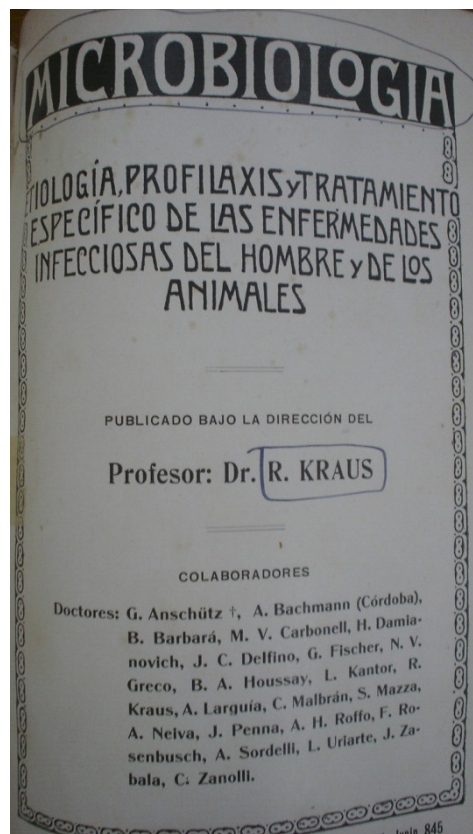 MICROBIOLOGIA
TIOLOGÍA, PROFILAXIS y TRATAMIENTO
ESPECÍFICO DE LAS ENFERMEDADES
INFECCIOSAS DEL HOMBRE y DE LOS
ANIMALES
PUBLICADO BAJO LA DIRECCIÓN DEL
Profesor: Dr. R. KRAUS
COLABORADORES
Doctores: G. Anschütz †, A. Bachmann (Córdoba),
B. Barbará, M. V. Carbonell, H. Damia-
novich, J. C. Delfino, G. Fischer, N. V.
Greco, B. A. Houssay, L. Kantor, R.
Kraus, A. Larguía, C. Malbrán, S. Mazza,
A. Neiva, J. Penna, A. H. Roffo, F. Ro-
senbusch, A. Sordelli, L. Uriarte, J. Za-
bala, C. Zanolli.
845